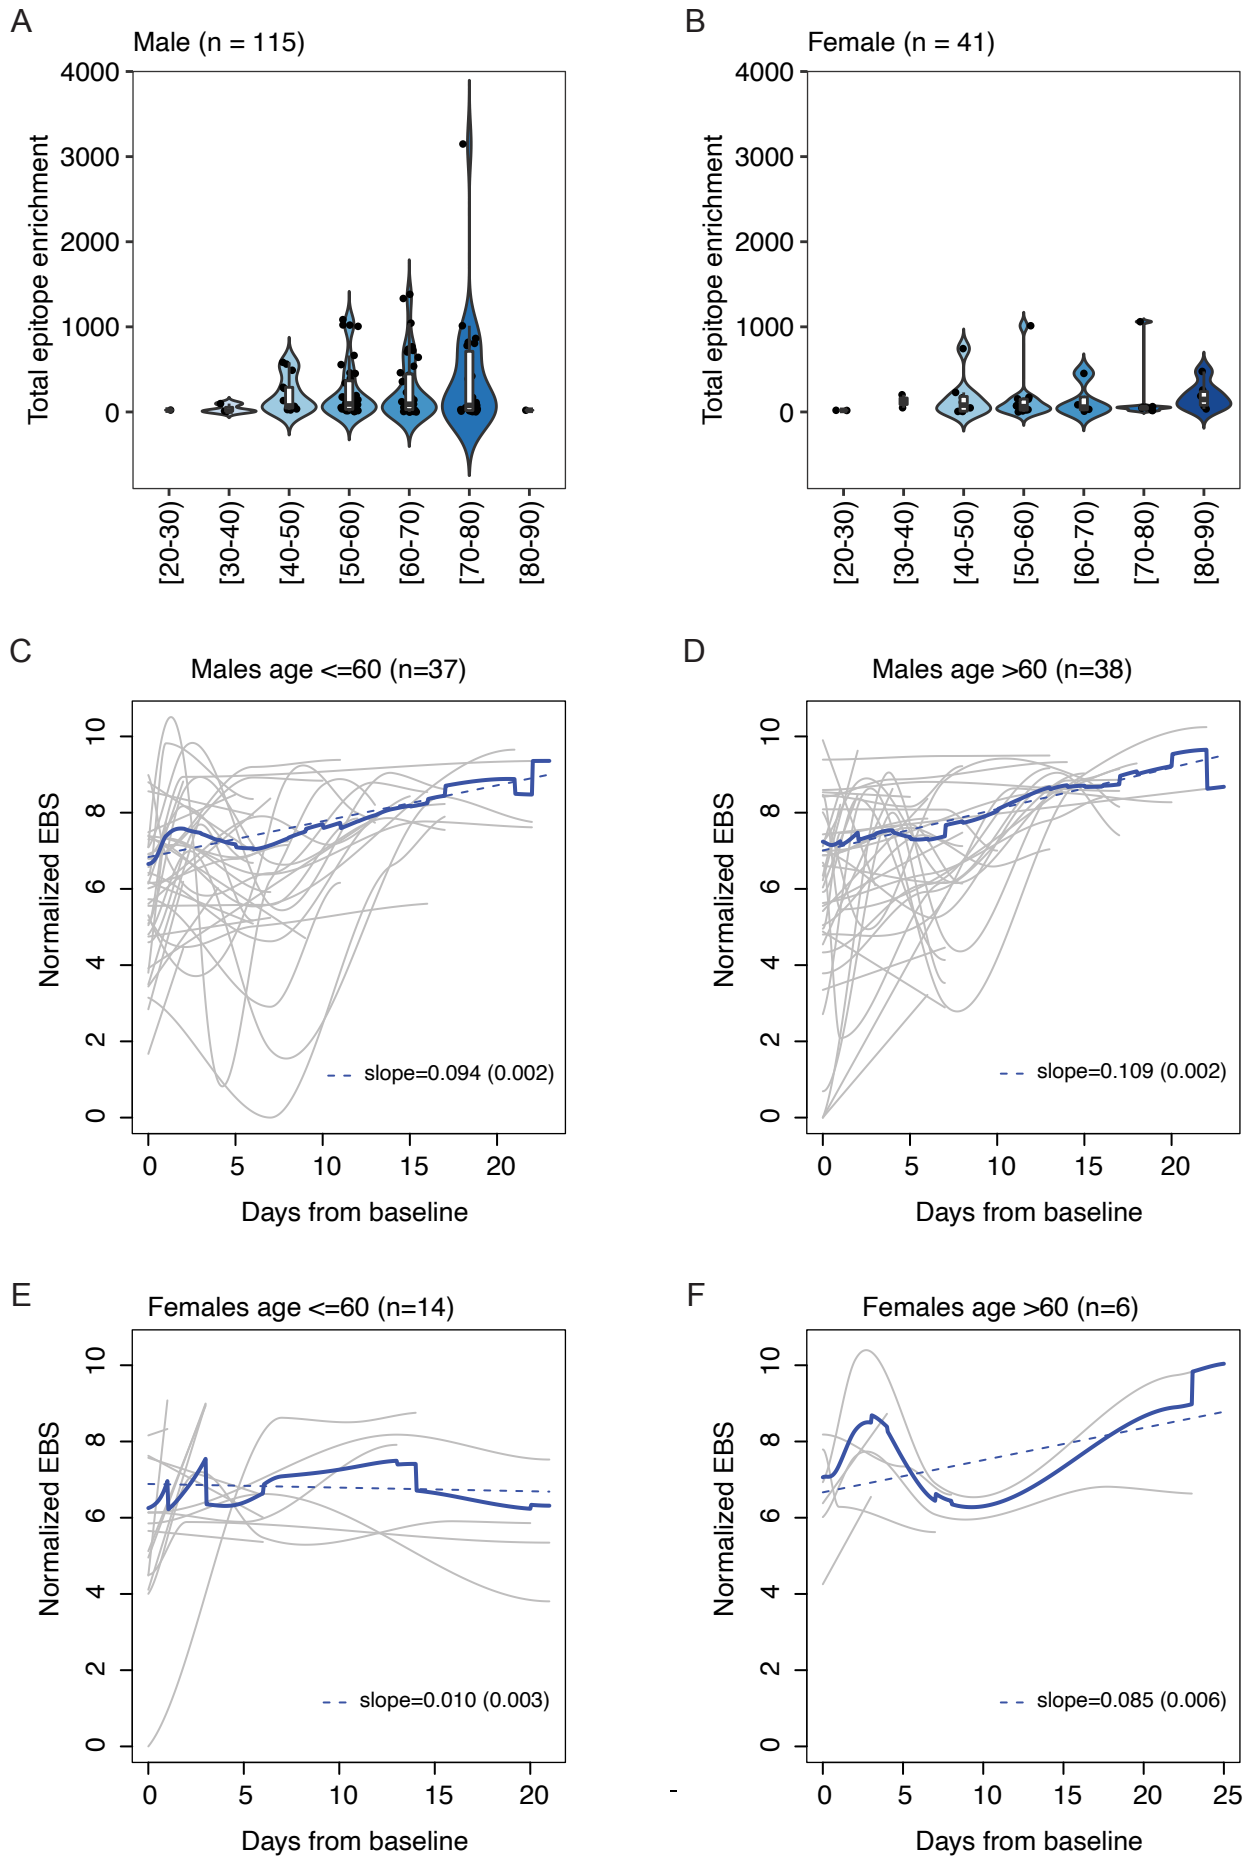 A
Male (n = 115)
Total epitope enrichment
4000
3000
2000
1000
0
[20-30)
[30-40)
[40-50)
[50-60)
[60-70)
[70-80)
[80-90)
B
Female (n = 41)
Total epitope enrichment
4000
3000
2000
1000
0
[20-30)
[30-40)
[40-50)
[50-60)
[60-70)
[70-80)
[80-90)
C
Males age <=60 (n=37)
Normalized EBS
10
8
6
4
2
0
slope=0.094 (0.002)
0 5 10 15 20
Days from baseline
D
Males age >60 (n=38)
Normalized EBS
10
8
6
4
2
0
slope=0.109 (0.002)
0 5 10 15 20
Days from baseline
E
Females age <=60 (n=14)
Normalized EBS
10
8
6
4
2
0
slope=0.010 (0.003)
0 5 10 15 20
Days from baseline
F
Females age >60 (n=6)
Normalized EBS
10
8
6
4
2
0
slope=0.085 (0.006)
0 5 10 15 20 25
Days from baseline
-